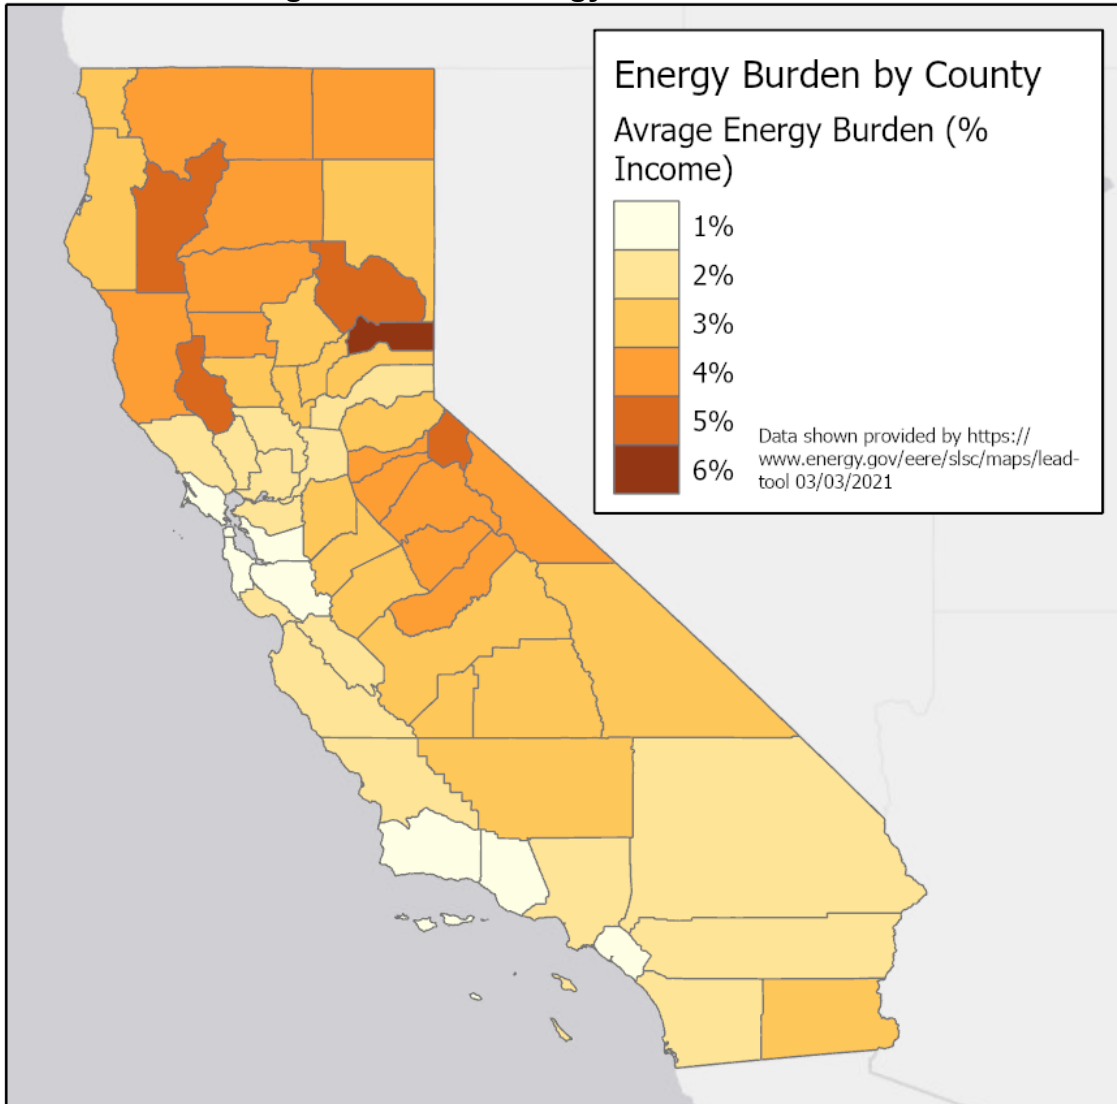 Energy Burden by County
Avrage Energy Burden (%
Income)
1%
2%
3%
4%
5%
6%
Data shown provided by https://
www.energy.gov/eere/slsc/maps/lead-
tool 03/03/2021